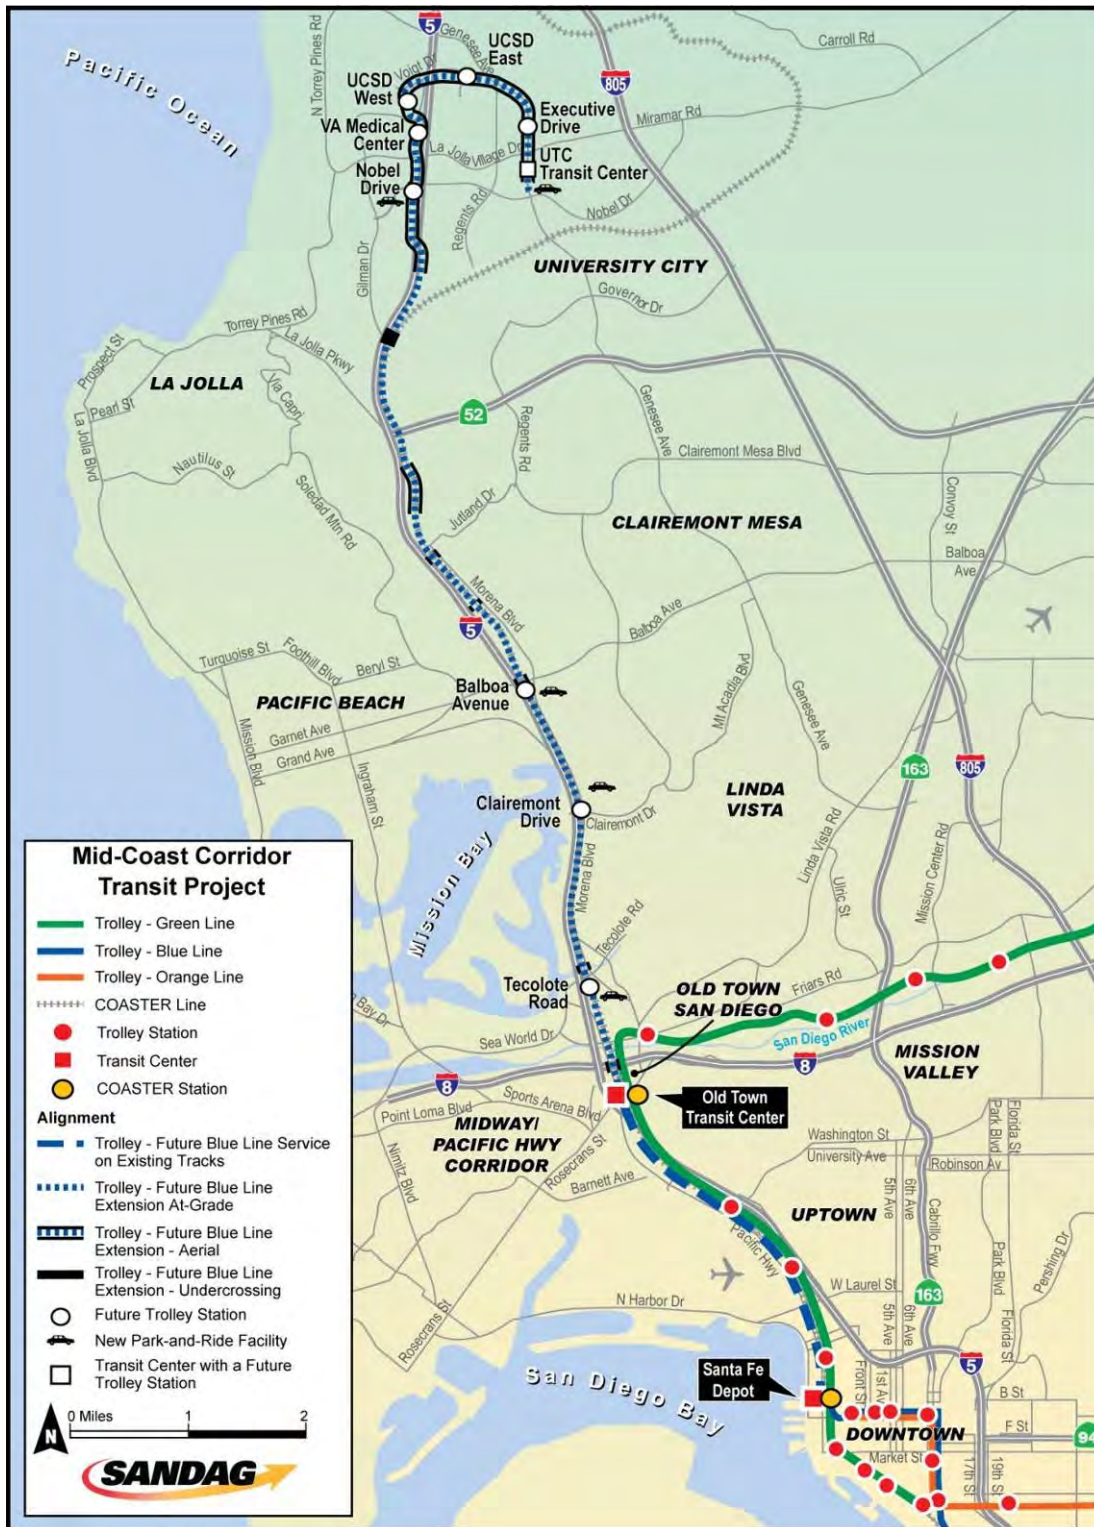 5
Genesee Ave
UCSD
East
Carroll Rd
Pacific Ocean
N Torrey Pines Rd
Voigt Dr
UCSD
West
805
Executive
Drive
Miramar Rd
VA Medical
Center
La Jolla Village Dr
UTC
Transit Center
Nobel
Drive
Regents Rd
Nobel Dr
Gilman Dr
UNIVERSITY CITY
Governor Dr
Torrey Pines Rd
Prospect St
La Jolla Pkwy
LA JOLLA
Via Capri
Pearl St
52
Regents Rd
Genesee Ave
La Jolla Blvd
Clairemont Mesa Blvd
Nautilus St
Soledad Mtn Rd
Jutland Dr
Convoy St
CLAIREMONT MESA
Balboa
Ave
Morena Blvd
5
Balboa Ave
Turquoise St
Foothill Blvd
Beryl St
Balboa
Avenue
PACIFIC BEACH
Mt Acadia Blvd
Genesee Ave
Mission Blvd
Garnet Ave
Grand Ave
163
805
Ingraham St
LINDA
VISTA
Clairemont
Drive
Clairemont Dr
Mission Bay
Morena Blvd
Linda Vista Rd
Mission Center Rd
Ulric St
Tecolote Rd
Tecolote
Road
OLD TOWN
SAN DIEGO
Friars Rd
Bay Dr
Sea World Dr
San Diego River
8
8
MISSION
VALLEY
Sports Arena Blvd
Point Loma Blvd
Old Town
Transit Center
MIDWAY/
PACIFIC HWY
CORRIDOR
Rosecrans St
Nimitz Blvd
Barnett Ave
Washington St
University Ave
Robinson Av
Park Blvd
Florida St
5th Ave
6th Ave
Cabrillo Fwy
UPTOWN
Pacific Hwy
Park Blvd
Pershing Dr
W Laurel St
163
N Harbor Dr
Rosecrans St
5th Ave
6th Ave
Florida St
San Diego Bay
Santa Fe
Depot
Front St
1st Av
5
B St
F St
94
DOWNTOWN
Market St
17th St
19th St
Mid-Coast Corridor
Transit Project
Trolley - Green Line
Trolley - Blue Line
Trolley - Orange Line
COASTER Line
Trolley Station
Transit Center
COASTER Station
Alignment
Trolley - Future Blue Line Service
on Existing Tracks
Trolley - Future Blue Line
Extension At-Grade
Trolley - Future Blue Line
Extension - Aerial
Trolley - Future Blue Line
Extension - Undercrossing
Future Trolley Station
New Park-and-Ride Facility
Transit Center with a Future
Trolley Station
N
0 Miles 1 2
SANDAG